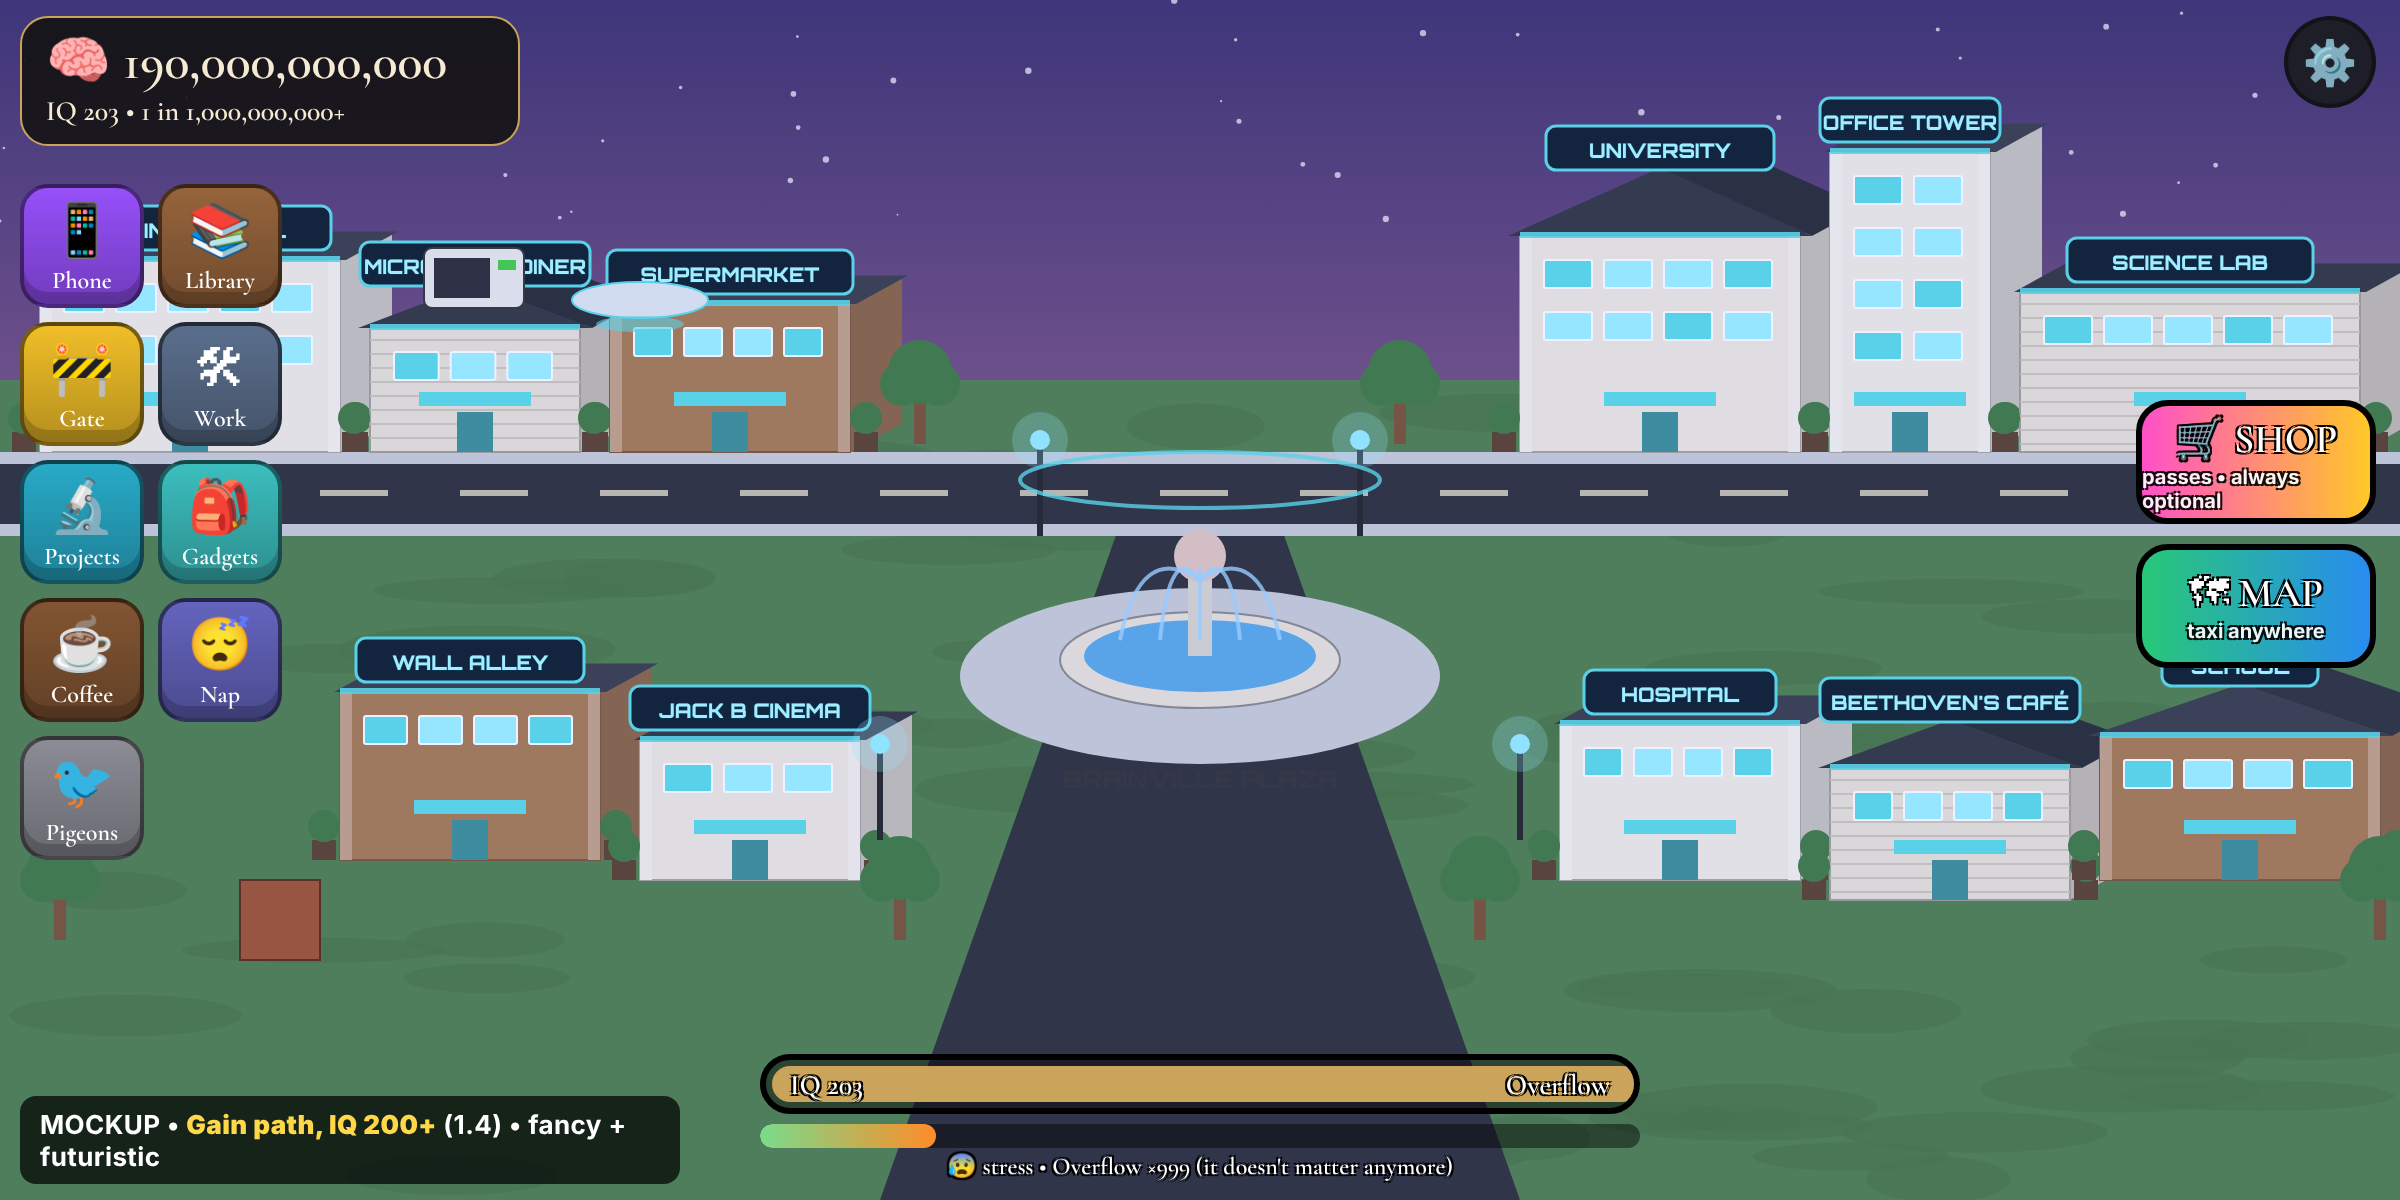 190,000,000,000
IQ 203 • 1 in 1,000,000,000+
OFFICE TOWER
UNIVERSITY
SCIENCE LAB
SUPERMARKET
Phone
Library
Gate
Work
Projects
Gadgets
Coffee
Nap
Pigeons
SHOP
passes • always
optional
MAP
taxi anywhere
WALL ALLEY
JACK B CINEMA
HOSPITAL
BEETHOVEN'S CAFÉ
BRAINVILLE PLAZA
IQ 203
Overflow
stress • Overflow ×999 (it doesn't matter anymore)
MOCKUP • Gain path, IQ 200+ (1.4) • fancy +
futuristic